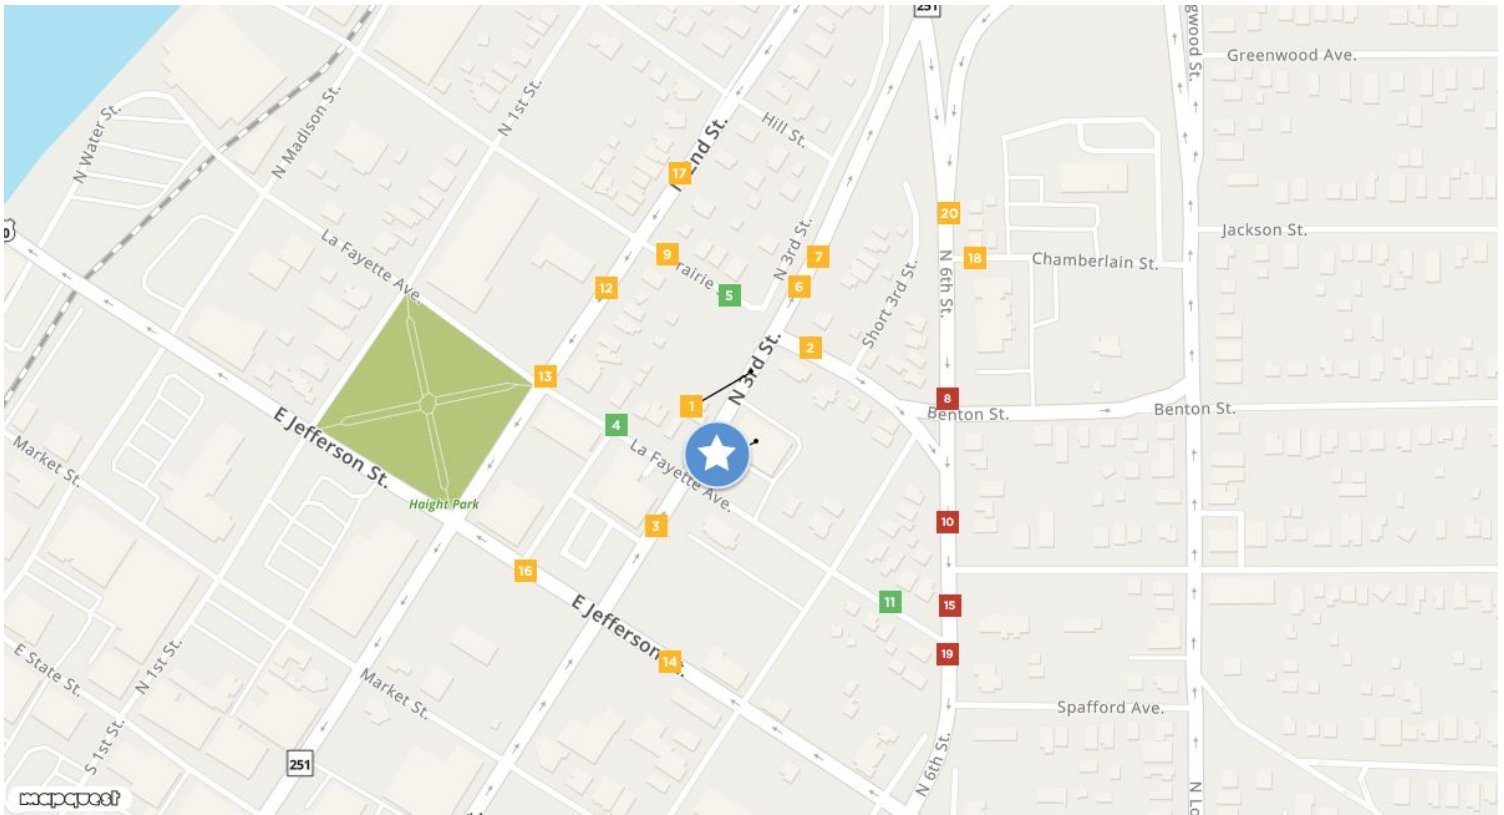 251
Greenwood Ave.
gwood St.
N Water St.
N Madison St.
N 1st St.
Hill St.
2nd St.
17
20
Jackson St.
0
La Fayette Ave.
9
rairie
5
N 3rd St.
7
6
18
Chamberlain St.
N 6th St.
Short 3rd St.
12
2
13
N 3rd St.
1
8
Benton St.
Benton St.
4
E Jefferson St.
Market St.
La Fayette Ave.
Haight Park
3
10
16
11
15
E Jefferson
14
19
E State St.
N 1st St.
Market St.
Spafford Ave.
S 1st St.
251
N 6th St.
N Lo
mapquest